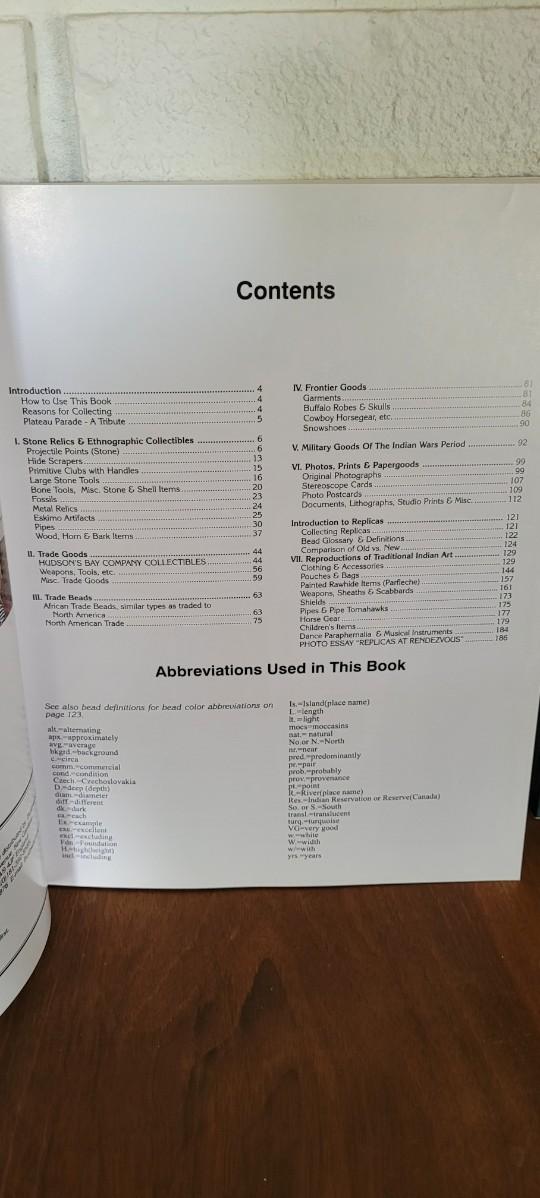 Contents
Introduction .......... 4
How to Use This Book .......... 4
Reasons for Collecting .......... 4
Plateau Parade - A Tribute .......... 5
I. Stone Relics & Ethnographic Collectibles .......... 6
Projectile Points (Stone) .......... 6
Hide Scrapers .......... 13
Primitive Clubs with Handles .......... 15
Large Stone Tools .......... 16
Bone Tools, Misc. Stone & Shell Items .......... 20
Fossils .......... 23
Metal Relics .......... 24
Eskimo Artifacts .......... 25
Pipes .......... 30
Wood, Horn & Bark Items .......... 37
II. Trade Goods .......... 44
HUDSON'S BAY COMPANY COLLECTIBLES .......... 44
Weapons, Tools, etc. .......... 56
Misc. Trade Goods .......... 59
III. Trade Beads .......... 63
African Trade Beads, similar types as traded to
North America .......... 63
North American Trade .......... 75
IV. Frontier Goods .......... 81
Garments .......... 81
Buffalo Robes & Skulls .......... 84
Cowboy Horsegear, etc. .......... 86
Snowshoes .......... 90
V. Military Goods Of The Indian Wars Period .......... 92
VI. Photos, Prints & Papergoods .......... 99
Original Photographs .......... 99
Stereoscope Cards .......... 107
Photo Postcards .......... 109
Documents, Lithographs, Studio Prints & Misc. .......... 112
Introduction to Replicas .......... 121
Collecting Replicas .......... 121
Bead Glossary & Definitions .......... 122
Comparison of Old vs. New .......... 124
VII. Reproductions of Traditional Indian Art .......... 129
Clothing & Accessories .......... 129
Pouches & Bags .......... 144
Painted Rawhide Items (Parfleche) .......... 157
Weapons, Sheaths & Scabbards .......... 161
Shields .......... 173
Pipes & Pipe Tomahawks .......... 175
Horse Gear .......... 177
Children's Items .......... 179
Dance Paraphernalia & Musical Instruments .......... 184
PHOTO ESSAY "REPLICAS AT RENDEZVOUS" .......... 186
Abbreviations Used in This Book
See also bead definitions for bead color abbreviations on
page 123.
alt.=alternating
apx.=approximately
avg.=average
bkgrd.=background
c.=circa
comm.=commercial
cond.=condition
Czech.=Czechoslovakia
D.=deep (depth)
diam.=diameter
diff.=different
dk.=dark
ea.=each
Ex.=example
exc.=excellent
excl.=excluding
Fdn.=Foundation
H.=high(height)
incl.=including
Is.=Island(place name)
L.=length
lt.=light
mocs=moccasins
nat.= natural
No.or N.=North
nr.=near
pred.=predominantly
pr.=pair
prob.=probably
prov.=provenance
pt.=point
R.=River(place name)
Res.=Indian Reservation or Reserve(Canada)
So. or S.=South
transl.=translucent
turq.=turquoise
VG=very good
w.=white
W.=width
w/=with
yrs.=years